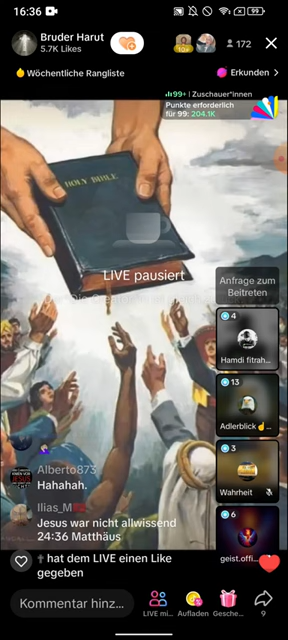 16:36
99
Bruder Harut
5.7K Likes
172
Wöchentliche Rangliste
Erkunden >
99+ | Zuschauer*innen
Punkte erforderlich
für 99: 204.1K
HOLY BIBLE
LIVE pausiert
Anfrage zum
Beitreten
4
Hamdi fitrah...
13
Adlerblick☝️...
3
Wahrheit
6
geist.offi...
Alberto873
Hahahah.
Ilias_M🇲🇦
Jesus war nicht allwissend
24:36 Matthäus
✝️ hat dem LIVE einen Like
gegeben
Kommentar hinz...
LIVE mi...
Aufladen
Gesche...
9